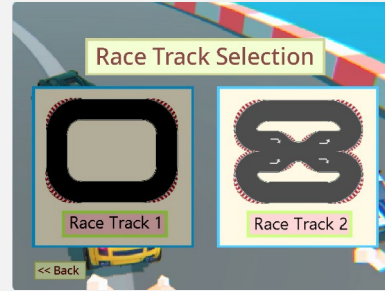 Race Track Selection
Race Track 1
Race Track 2
<< Back